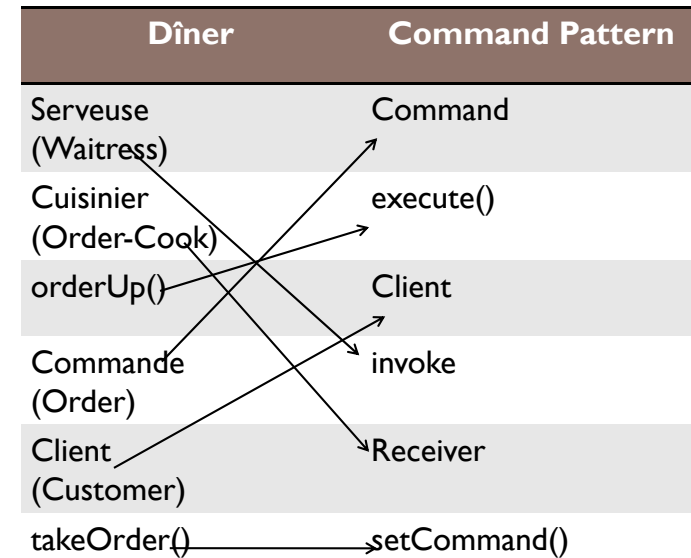 Dîner Command Pattern
Serveuse Command
(Waitress)
Cuisinier execute()
(Order-Cook)
orderUp() Client
Commande invoke
(Order)
Client Receiver
(Customer)
takeOrder() setCommand()